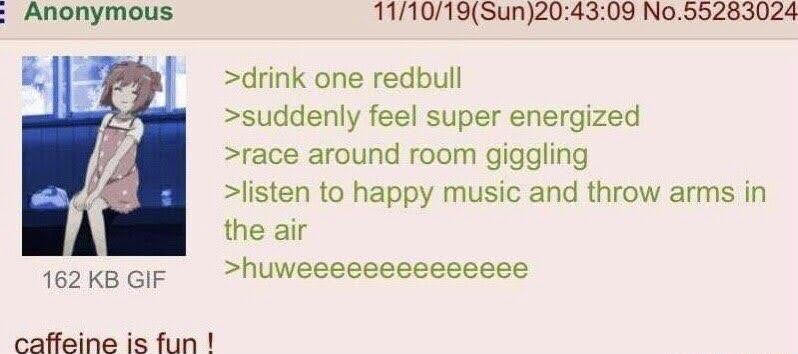 Anonymous 11/10/19(Sun)20:43:09 No.55283024
>drink one redbull
>suddenly feel super energized
>race around room giggling
>listen to happy music and throw arms in
the air
>huweeeeeeeeeeeeeee
162 KB GIF
caffeine is fun !